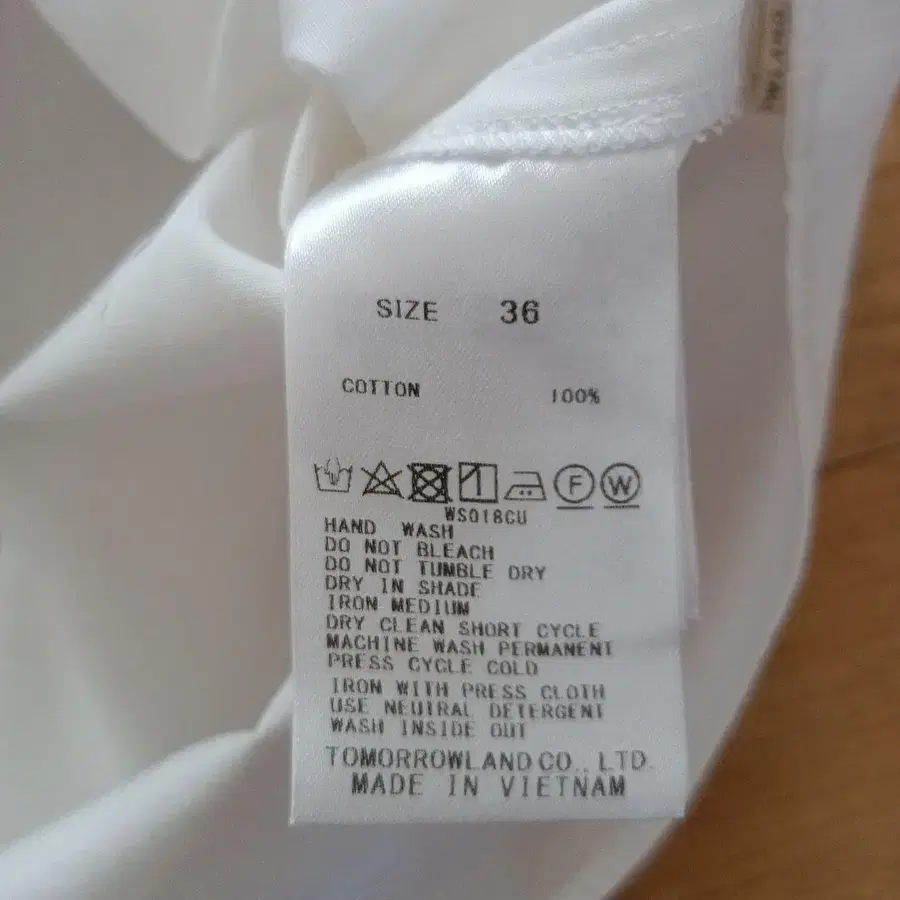 SIZE 36
COTTON 100%
F W
WS018CU
HAND WASH
DO NOT BLEACH
DO NOT TUMBLE DRY
DRY IN SHADE
IRON MEDIUM
DRY CLEAN SHORT CYCLE
MACHINE WASH PERMANENT
PRESS CYCLE COLD
IRON WITH PRESS CLOTH
USE NEUTRAL DETERGENT
WASH INSIDE OUT
TOMORROWLAND CO., LTD.
MADE IN VIETNAM